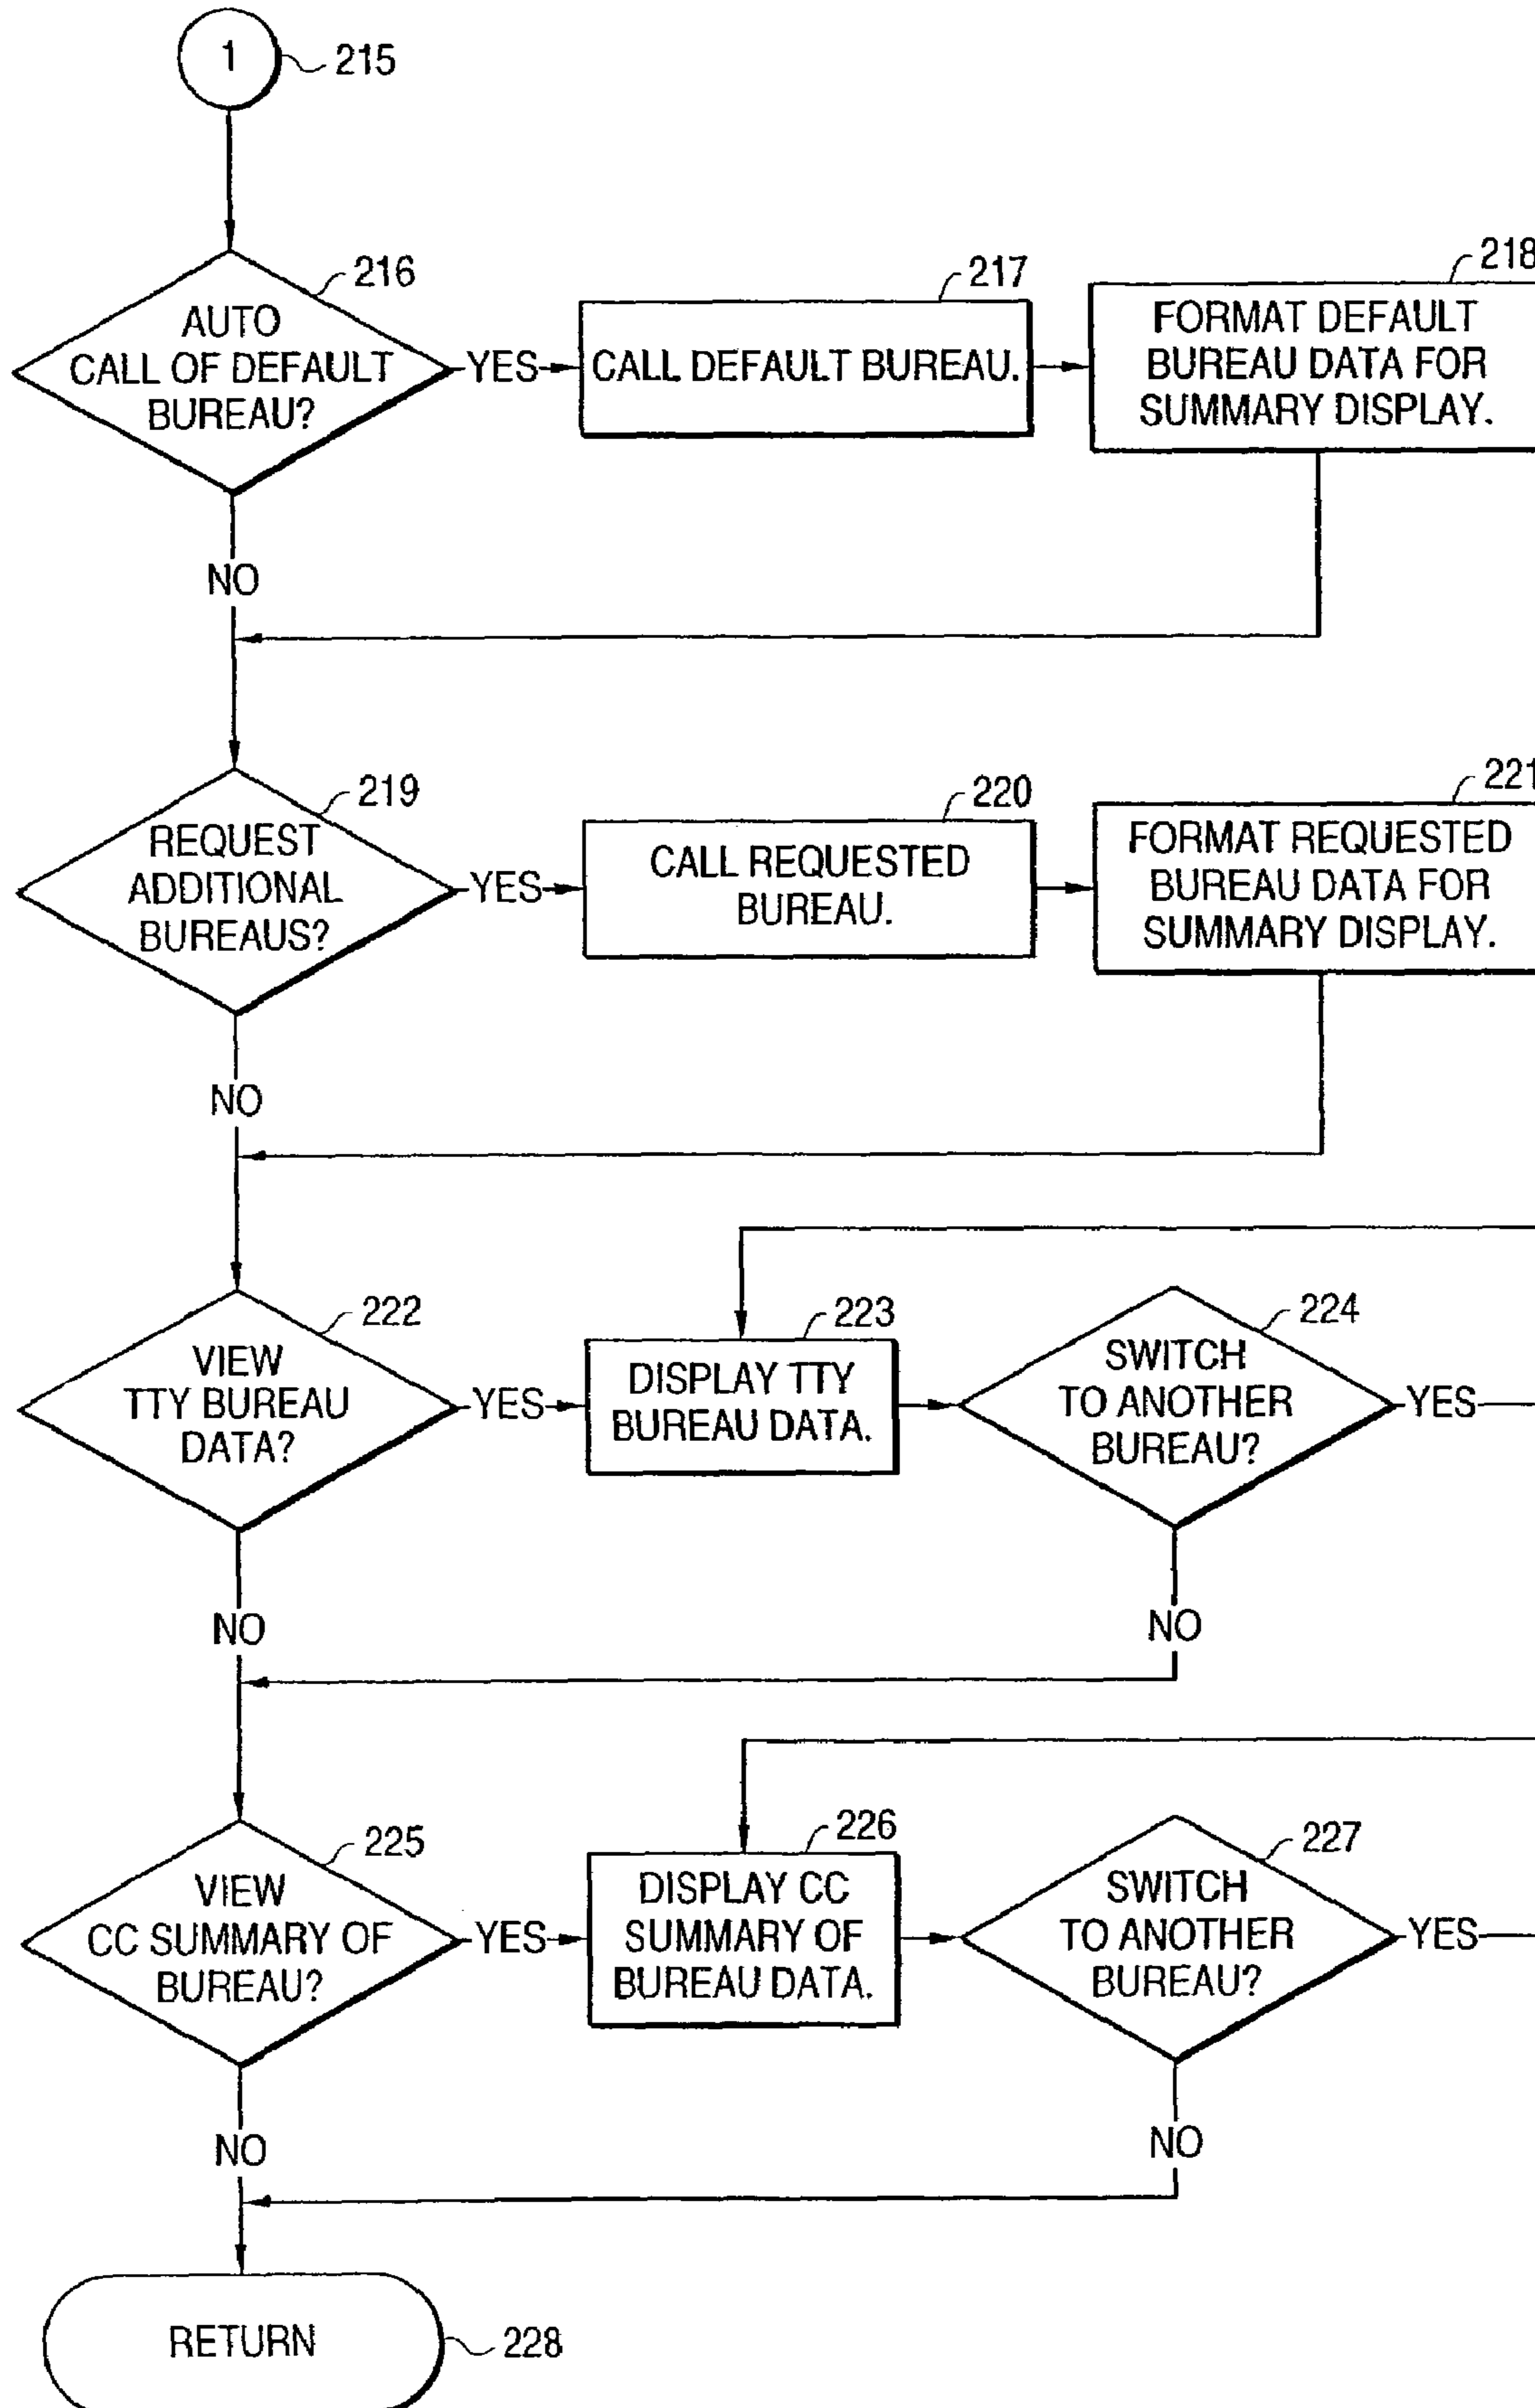 1
215
216
AUTO
CALL OF DEFAULT
BUREAU?
YES
217
CALL DEFAULT BUREAU.
218
FORMAT DEFAULT
BUREAU DATA FOR
SUMMARY DISPLAY.
NO
219
REQUEST
ADDITIONAL
BUREAUS?
YES
220
CALL REQUESTED
BUREAU.
221
FORMAT REQUESTED
BUREAU DATA FOR
SUMMARY DISPLAY.
NO
222
VIEW
TTY BUREAU
DATA?
YES
223
DISPLAY TTY
BUREAU DATA.
224
SWITCH
TO ANOTHER
BUREAU?
YES
NO
NO
225
VIEW
CC SUMMARY OF
BUREAU?
YES
226
DISPLAY CC
SUMMARY OF
BUREAU DATA.
227
SWITCH
TO ANOTHER
BUREAU?
YES
NO
NO
RETURN
228